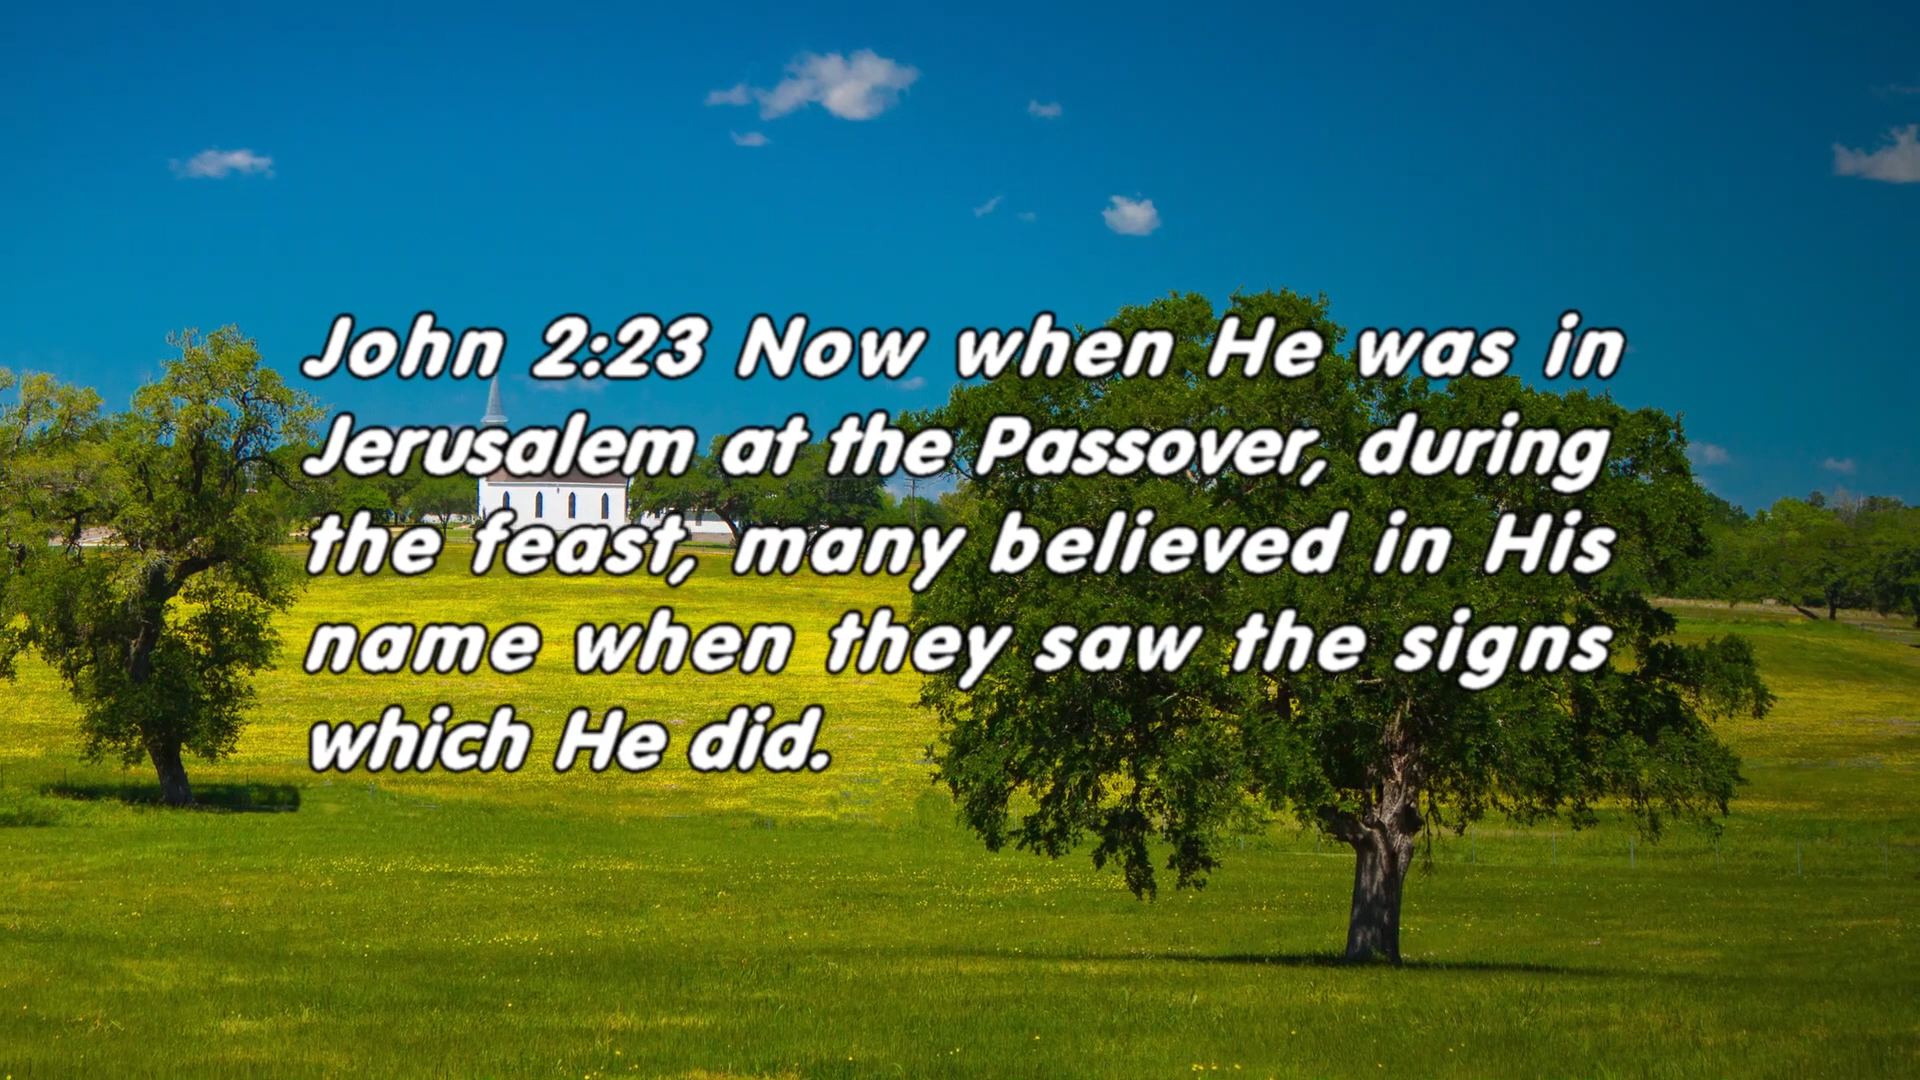 John 2:23 Now when He was in
Jerusalem at the Passover, during
the feast, many believed in His
name when they saw the signs
which He did.